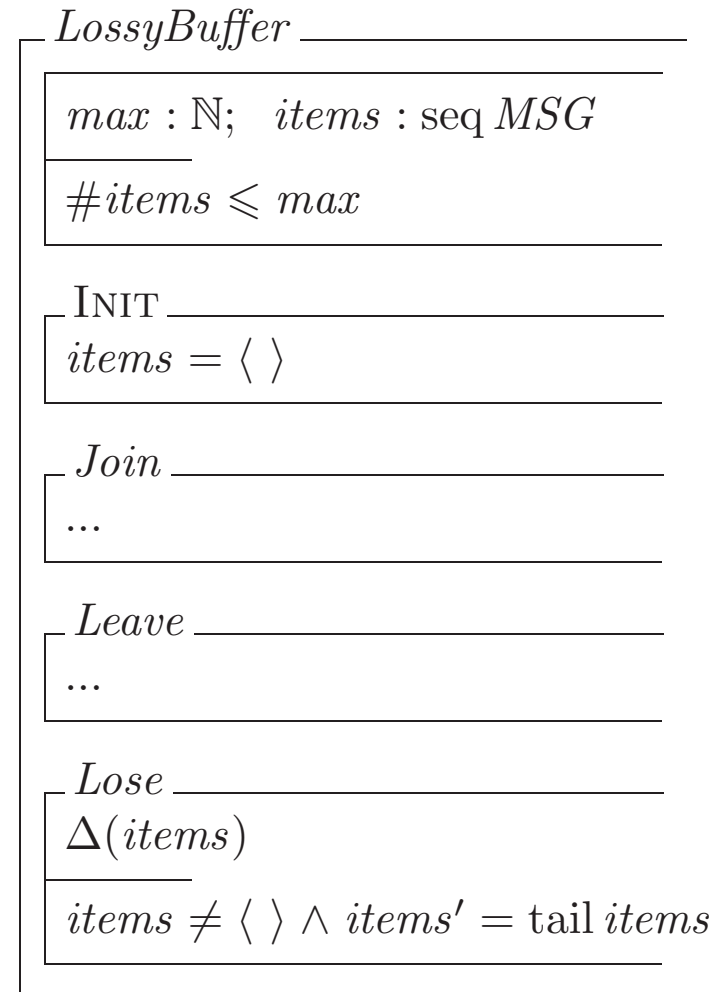 LossyBuffer
max : ℕ; items : seq MSG
#items ⩽ max
INIT
items = ⟨ ⟩
Join
...
Leave
...
Lose
Δ(items)
items ≠ ⟨ ⟩ ∧ items′ = tail items